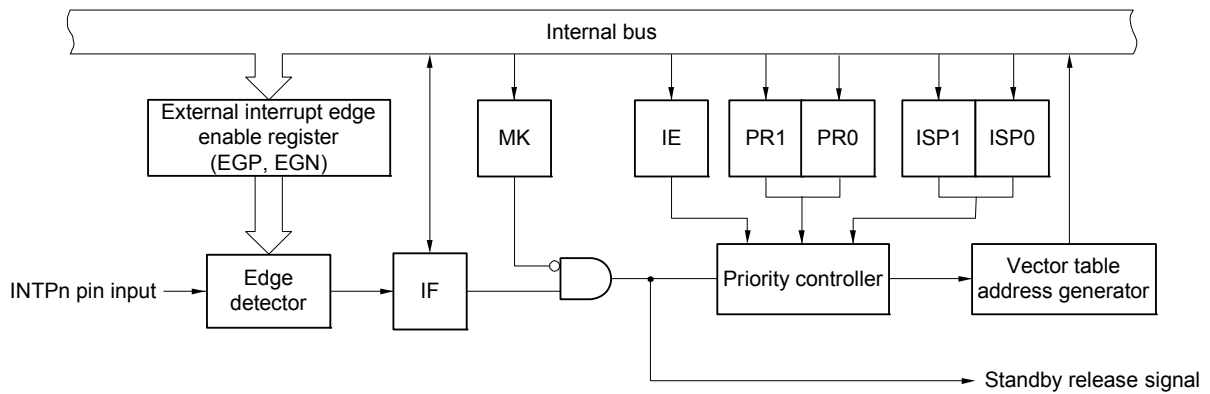 Internal bus
External interrupt edge
enable register
(EGP, EGN)
MK
IE
PR1
PR0
ISP1
ISP0
INTPn pin input
Edge
detector
IF
Priority controller
Vector table
address generator
Standby release signal